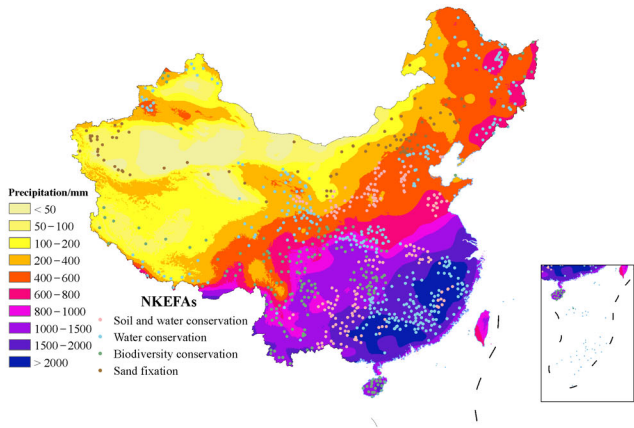 Precipitation/mm
< 50
50−100
100−200
200−400
400−600
600−800
800−1000
1000−1500
1500−2000
> 2000
NKEFAs
Soil and water conservation
Water conservation
Biodiversity conservation
Sand fixation